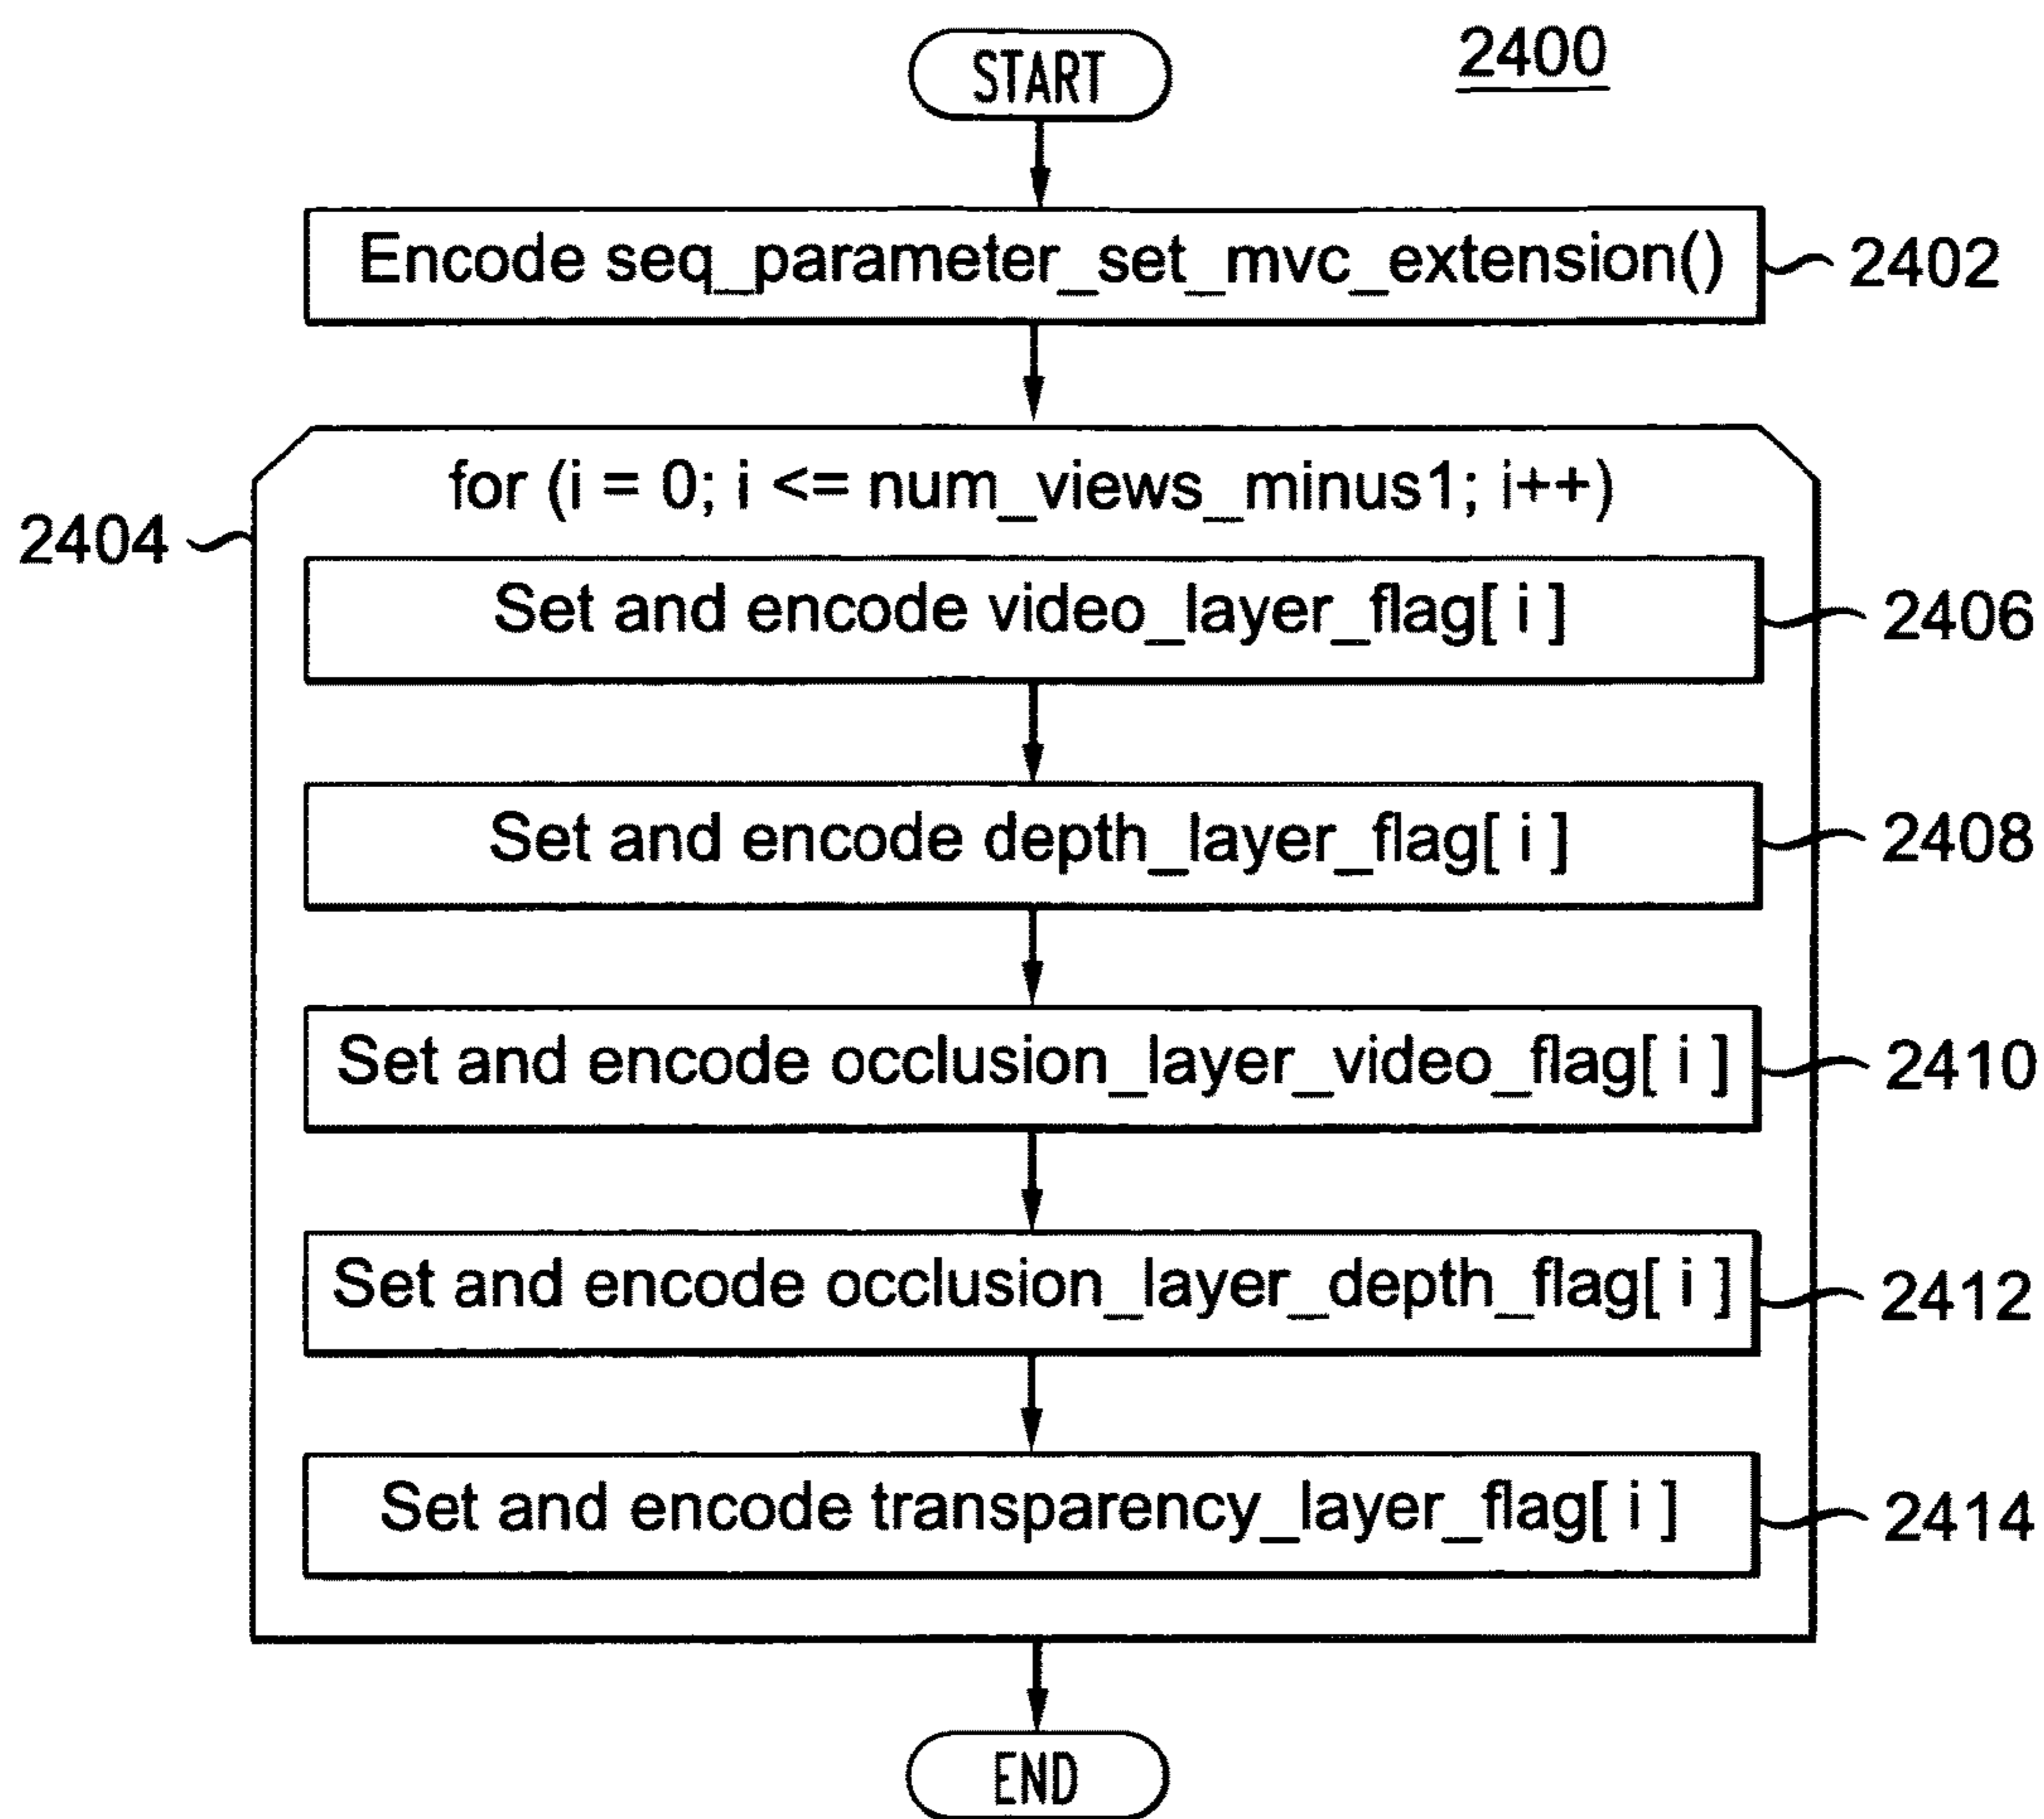 START
2400
Encode seq_parameter_set_mvc_extension()
2402
for (i = 0; i <= num_views_minus1; i++)
2404
Set and encode video_layer_flag[ i ]
2406
Set and encode depth_layer_flag[ i ]
2408
Set and encode occlusion_layer_video_flag[ i ]
2410
Set and encode occlusion_layer_depth_flag[ i ]
2412
Set and encode transparency_layer_flag[ i ]
2414
END